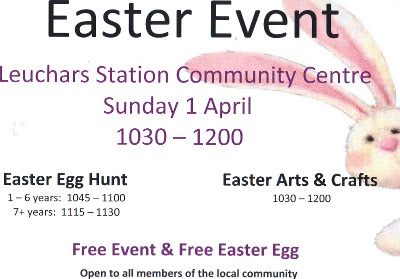 Easter Event
Leuchars Station Community Centre
Sunday 1 April
1030 – 1200
Easter Egg Hunt
1 – 6 years: 1045 – 1100
7+ years: 1115 – 1130
Easter Arts & Crafts
1030 – 1200
Free Event & Free Easter Egg
Open to all members of the local community